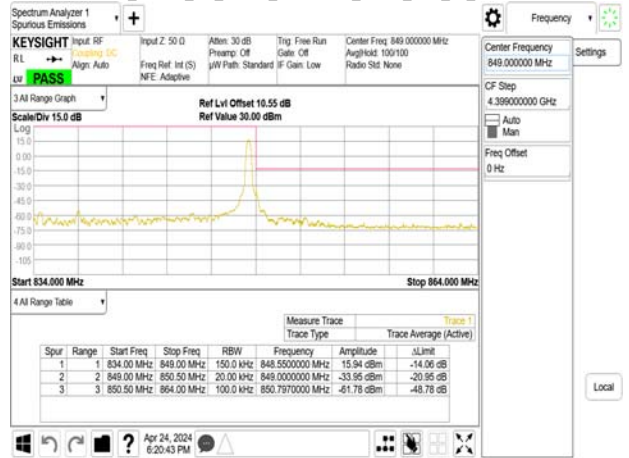 Spectrum Analyzer 1
Spurious Emissions
Frequency
KEYSIGHT
Input: RF
Coupling: DC
Align: Auto
RL
PASS
Input Z: 50 Ω
Freq Ref: Int (S)
NFE: Adaptive
Atten: 30 dB
Preamp: Off
µW Path: Standard
Trig: Free Run
Gate: Off
IF Gain: Low
Center Freq: 849.000000 MHz
Avg|Hold: 100/100
Radio Std: None
Center Frequency
849.000000 MHz
Settings
CF Step
4.399000000 GHz
Auto
Man
Freq Offset
0 Hz
3 All Range Graph
Scale/Div 15.0 dB
Ref Lvl Offset 10.55 dB
Ref Value 30.00 dBm
Log
15.0
0.00
-15.0
-30.0
-45.0
-60.0
-75.0
-90.0
-105
Start 834.000 MHz
Stop 864.000 MHz
4 All Range Table
Measure Trace Trace 1
Trace Type Trace Average (Active)
Spur Range Start Freq Stop Freq RBW Frequency Amplitude ΔLimit
1 1 834.00 MHz 849.00 MHz 150.0 kHz 848.5500000 MHz 15.94 dBm -14.06 dB
2 2 849.00 MHz 850.50 MHz 20.00 kHz 849.0000000 MHz -33.95 dBm -20.95 dB
3 3 850.50 MHz 864.00 MHz 100.0 kHz 850.7970000 MHz -61.78 dBm -48.78 dB
Local
Apr 24, 2024
6:20:43 PM